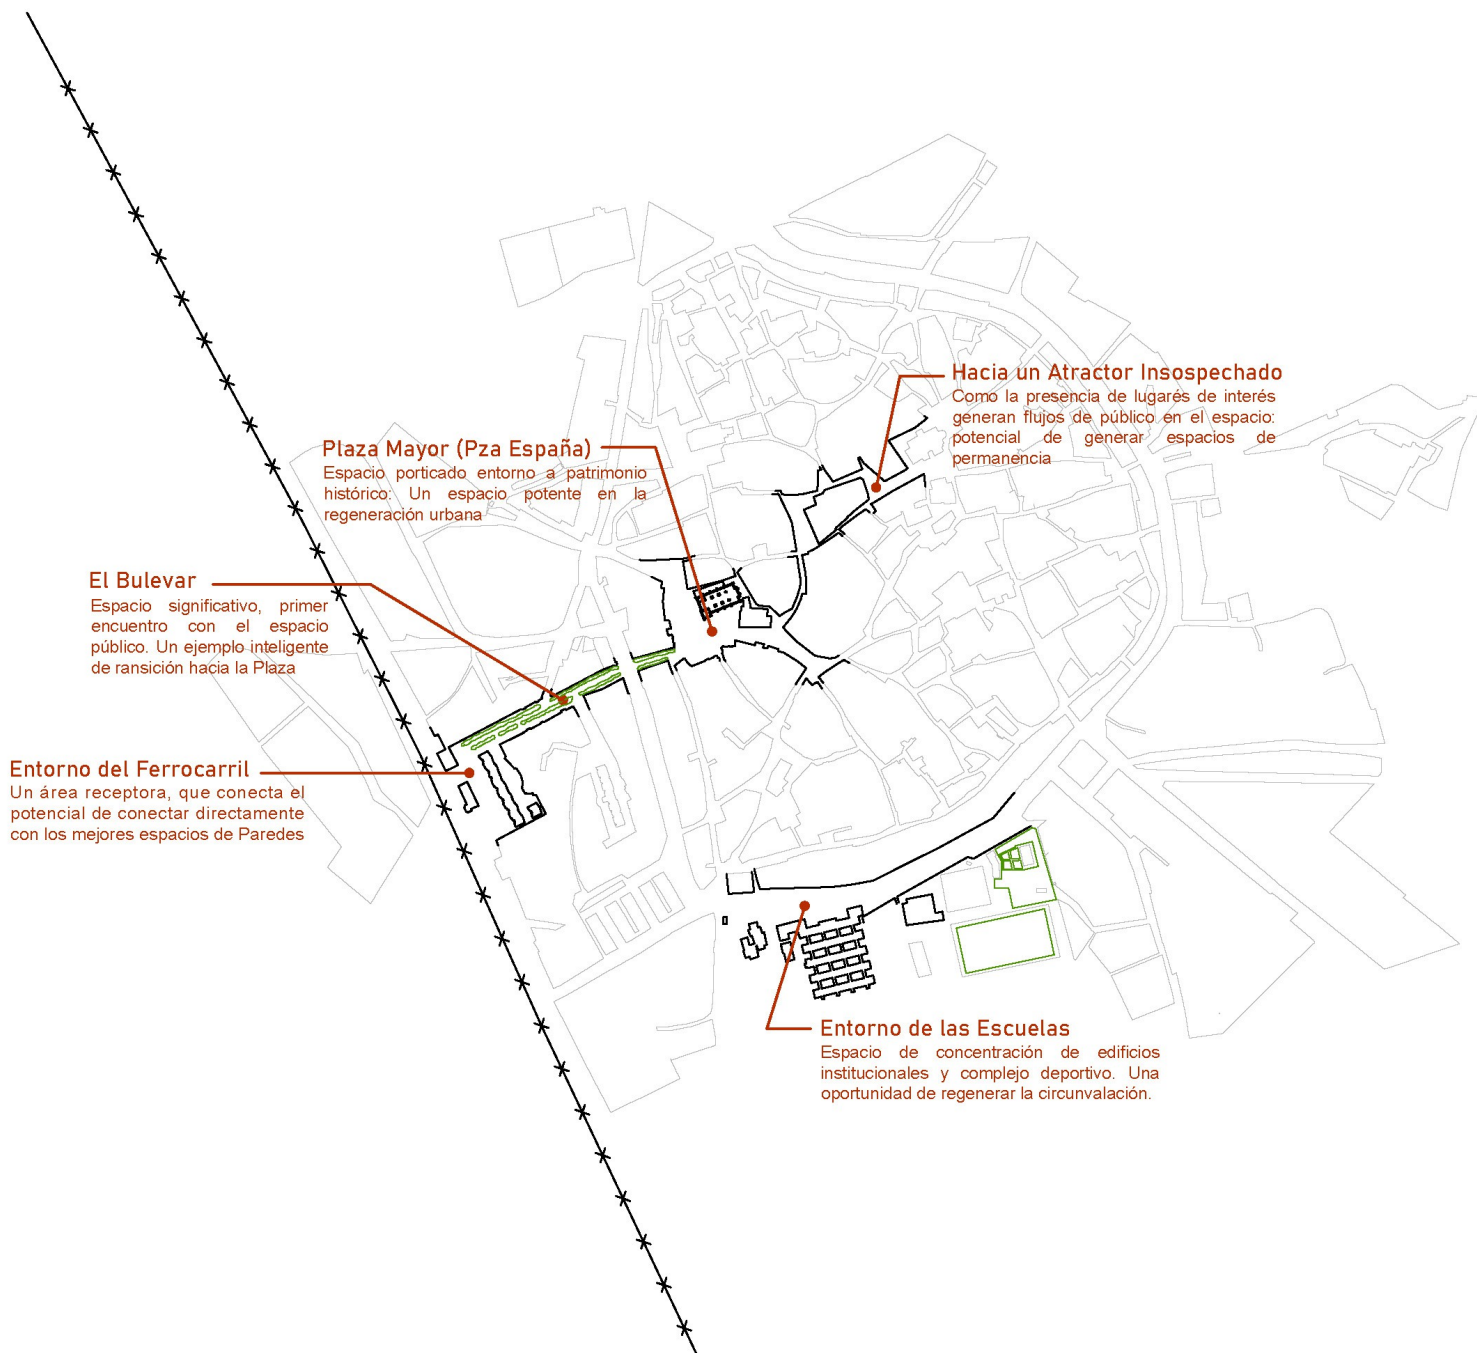 Hacia un Atractor Insospechado
Como la presencia de lugarés de interés
generan flujos de público en el espacio:
potencial de generar espacios de
permanencia
Plaza Mayor (Pza España)
Espacio porticado entorno a patrimonio
histórico: Un espacio potente en la
regeneración urbana
El Bulevar
Espacio significativo, primer
encuentro con el espacio
público. Un ejemplo inteligente
de ransición hacia la Plaza
Entorno del Ferrocarril
Un área receptora, que conecta el
potencial de conectar directamente
con los mejores espacios de Paredes
Entorno de las Escuelas
Espacio de concentración de edificios
institucionales y complejo deportivo. Una
oportunidad de regenerar la circunvalación.